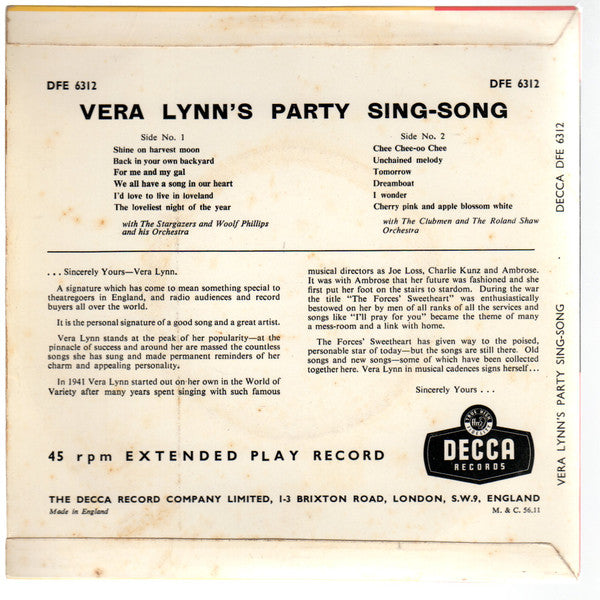 DFE 6312
DFE 6312
VERA LYNN'S PARTY SING-SONG
Side No. 1
Shine on harvest moon
Back in your own backyard
For me and my gal
We all have a song in our heart
I'd love to live in loveland
The loveliest night of the year
with The Stargazers and Woolf Phillips
and his Orchestra
Side No. 2
Chee Chee-oo Chee
Unchained melody
Tomorrow
Dreamboat
I wonder
Cherry pink and apple blossom white
with The Clubmen and The Roland Shaw
Orchestra
. . . Sincerely Yours—Vera Lynn.
A signature which has come to mean something special to
theatregoers in England, and radio audiences and record
buyers all over the world.
It is the personal signature of a good song and a great artist.
Vera Lynn stands at the peak of her popularity—at the
pinnacle of success and around her are massed the countless
songs she has sung and made permanent reminders of her
charm and appealing personality.
In 1941 Vera Lynn started out on her own in the World of
Variety after many years spent singing with such famous
musical directors as Joe Loss, Charlie Kunz and Ambrose.
It was with Ambrose that her future was fashioned and she
first put her foot on the stairs to stardom. During the war
the title "The Forces' Sweetheart" was enthusiastically
bestowed on her by men of all ranks of all the services and
songs like "I'll pray for you" became the theme of many
a mess-room and a link with home.
The Forces' Sweetheart has given way to the poised,
personable star of today—but the songs are still there. Old
songs and new songs—some of which have been collected
together here. Vera Lynn in musical cadences signs herself . . .
Sincerely Yours . . .
45 rpm EXTENDED PLAY RECORD
DECCA
RECORDS
THE DECCA RECORD COMPANY LIMITED, 1-3 BRIXTON ROAD, LONDON, S.W.9, ENGLAND
Made in England
M. & C. 56.11
VERA LYNN'S PARTY SING-SONG · DECCA DFE 6312